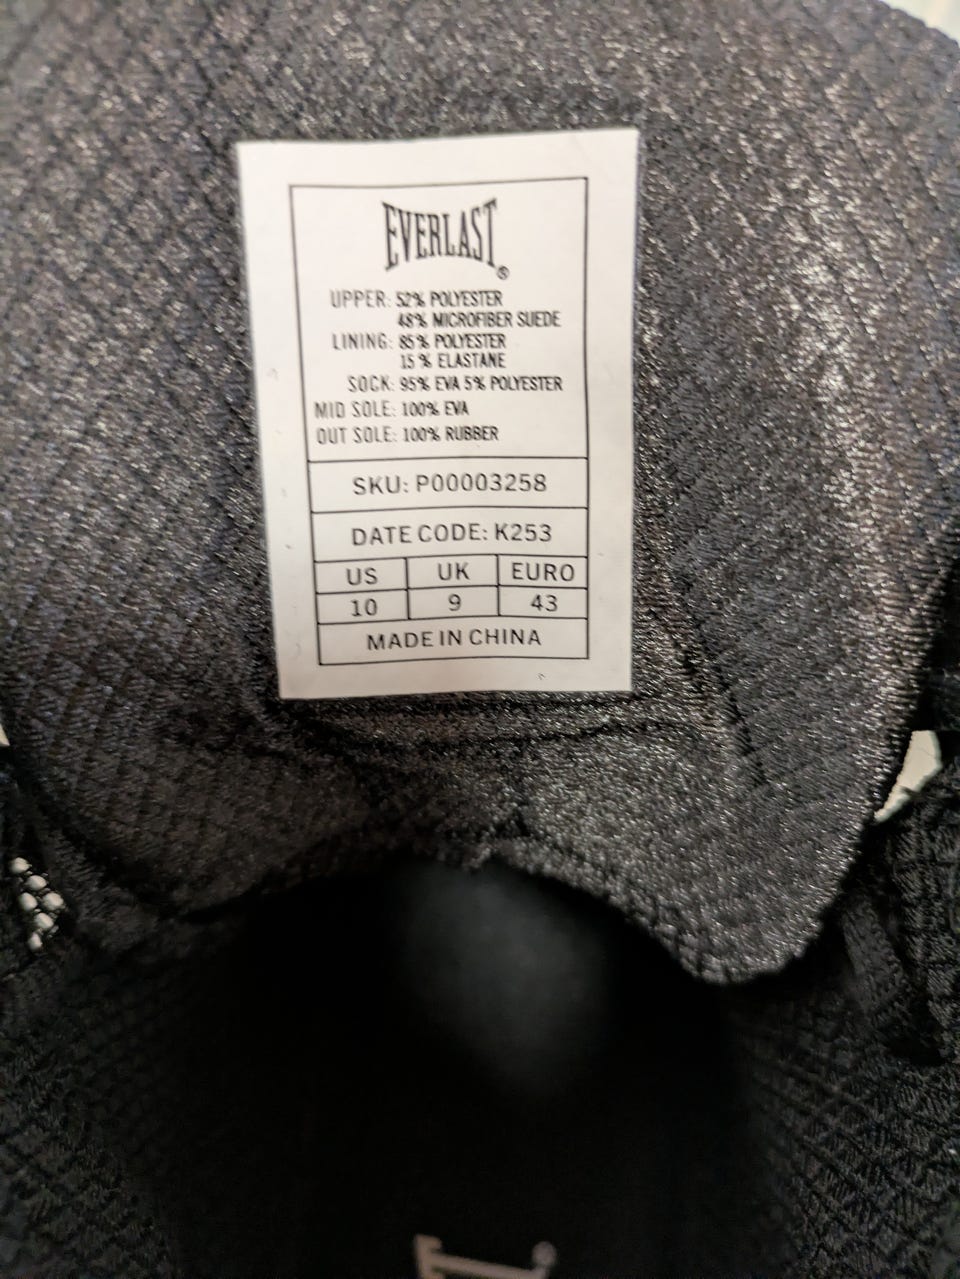 EVERLAST®
UPPER: 52% POLYESTER
48% MICROFIBER SUEDE
LINING: 85% POLYESTER
15% ELASTANE
SOCK: 95% EVA 5% POLYESTER
MID SOLE: 100% EVA
OUT SOLE: 100% RUBBER
SKU: P00003258
DATE CODE: K253
US UK EURO
10 9 43
MADE IN CHINA